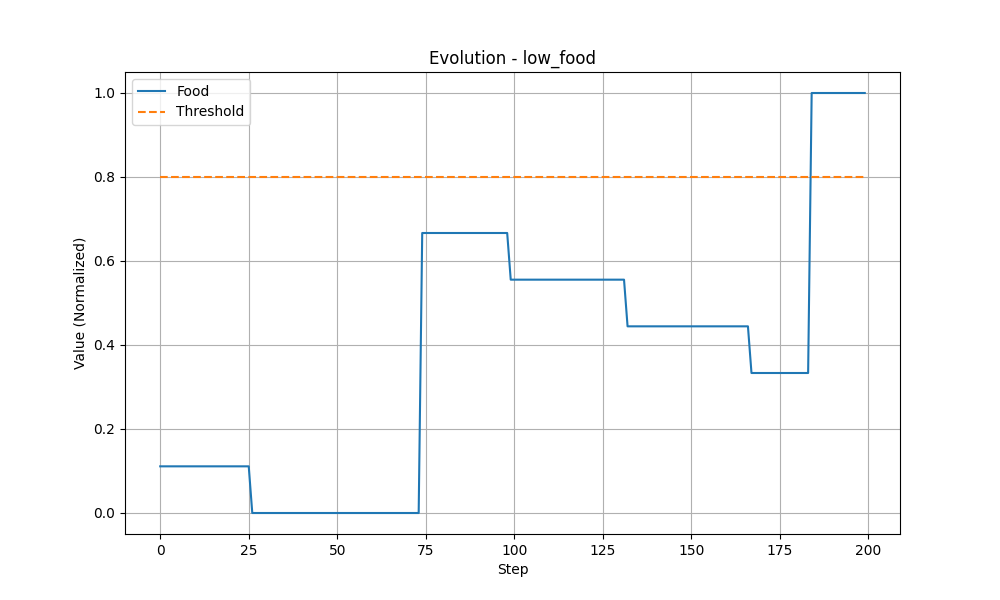 Evolution - low_food
Food
Threshold
1.0
0.8
0.6
0.4
0.2
0.0
Value (Normalized)
0 25 50 75 100 125 150 175 200
Step